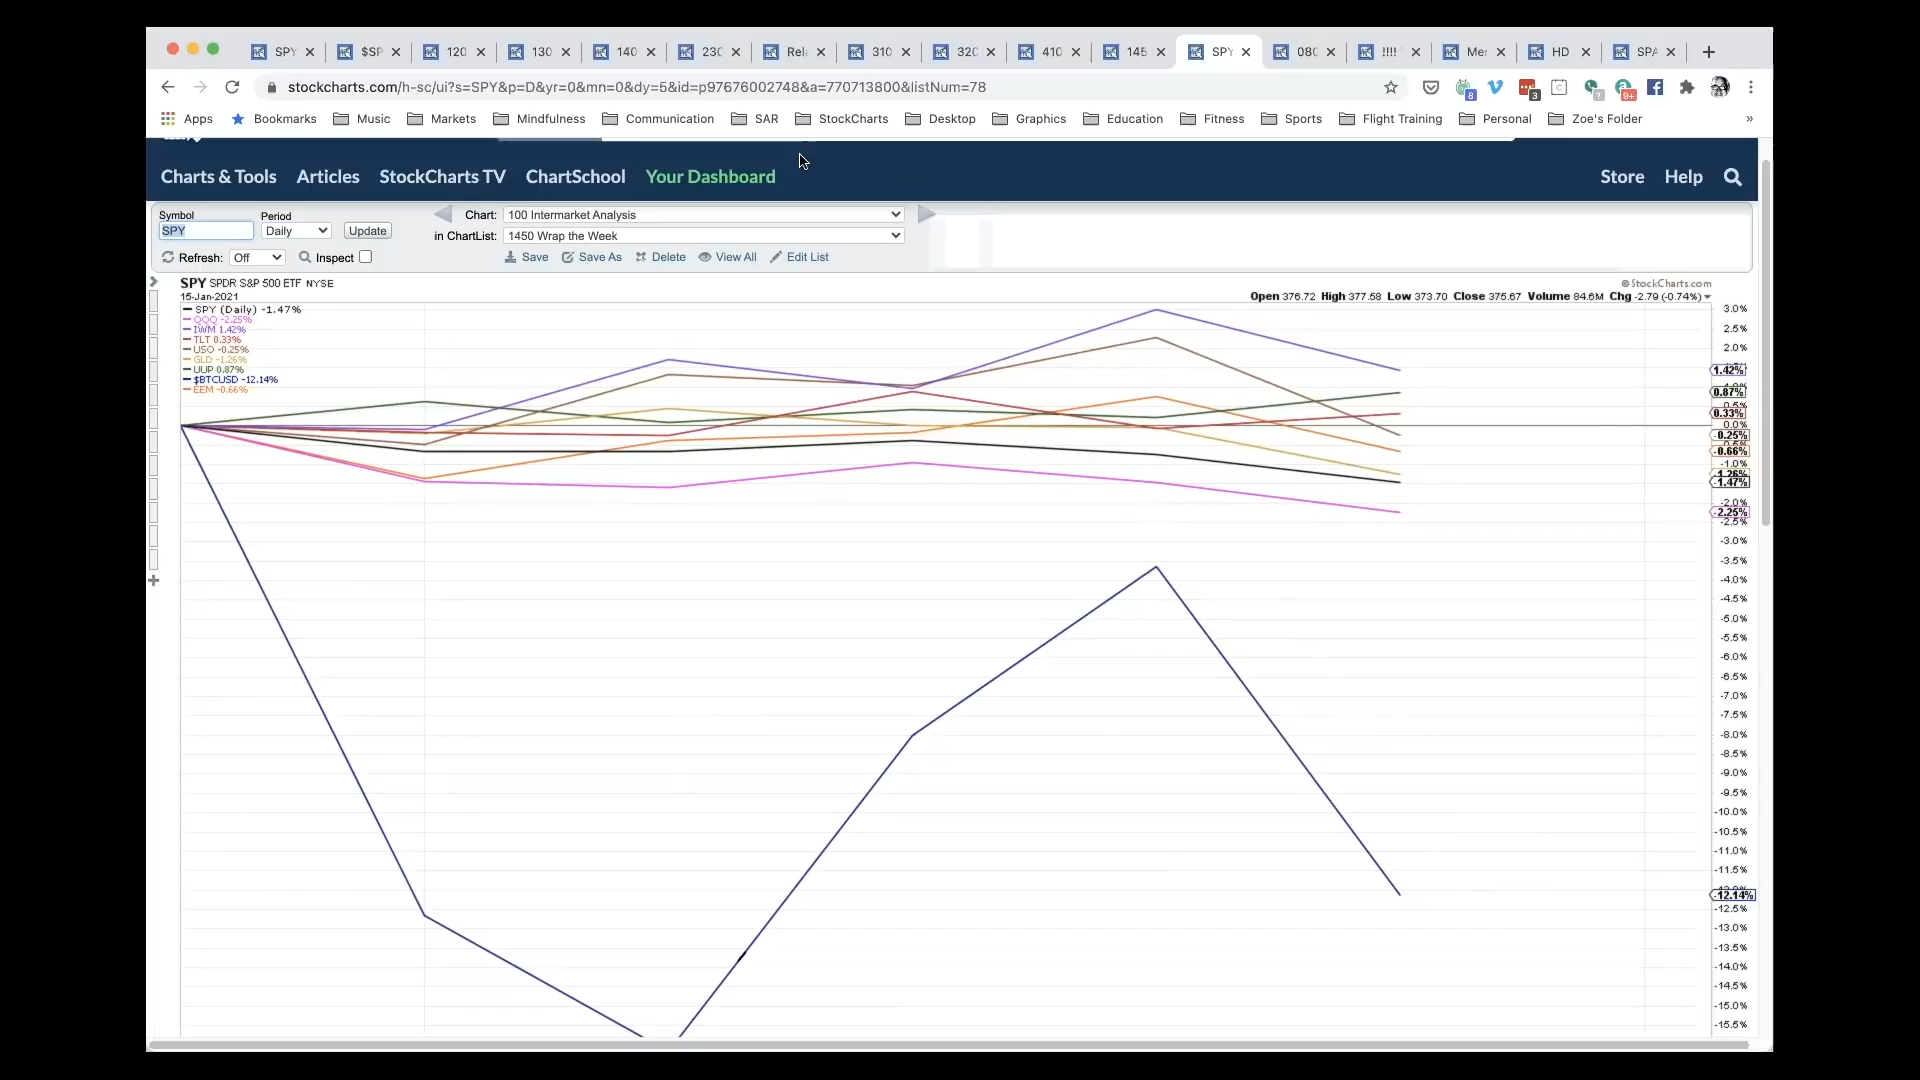 SPY
$SP
120
130
140
230
Rel
310
320
410
145
SPY
080
!!!!
Mer
HD
SPA
stockcharts.com/h-sc/ui?s=SPY&p=D&yr=0&mn=0&dy=5&id=p97676002748&a=770713800&listNum=78
8
3
?
9+
Apps
Bookmarks
Music
Markets
Mindfulness
Communication
SAR
StockCharts
Desktop
Graphics
Education
Fitness
Sports
Flight Training
Personal
Zoe's Folder
»
Charts & Tools
Articles
StockCharts TV
ChartSchool
Your Dashboard
Store
Help
Symbol
Period
SPY
Daily
Update
Chart: 100 Intermarket Analysis
in ChartList: 1450 Wrap the Week
Refresh: Off
Inspect
Save
Save As
Delete
View All
Edit List
SPY SPDR S&P 500 ETF NYSE
© StockCharts.com
15-Jan-2021
Open 376.72 High 377.58 Low 373.70 Close 375.67 Volume 84.6M Chg -2.79 (-0.74%)
SPY (Daily) -1.47%
QQQ -2.25%
IWM 1.42%
TLT 0.33%
USO -0.25%
GLD -1.26%
UUP 0.87%
$BTCUSD -12.14%
EEM -0.66%
3.0%
2.5%
2.0%
1.42%
0.87%
0.5%
0.33%
0.0%
-0.25%
-0.66%
-1.0%
-1.26%
-1.47%
-2.0%
-2.25%
-2.5%
-3.0%
-3.5%
-4.0%
-4.5%
-5.0%
-5.5%
-6.0%
-6.5%
-7.0%
-7.5%
-8.0%
-8.5%
-9.0%
-9.5%
-10.0%
-10.5%
-11.0%
-11.5%
-12.14%
-12.5%
-13.0%
-13.5%
-14.0%
-14.5%
-15.0%
-15.5%